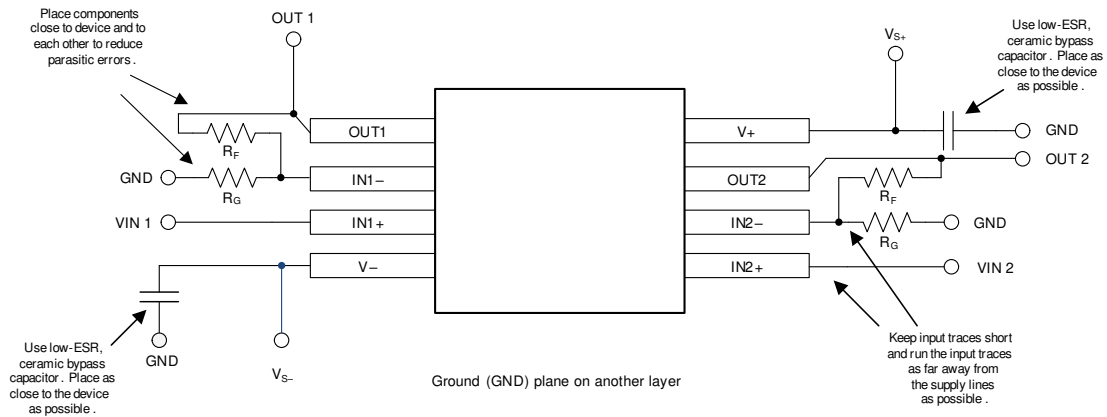 Place components
close to device and to
each other to reduce
parasitic errors .
OUT 1
VS+
Use low-ESR,
ceramic bypass
capacitor . Place as
close to the device
as possible .
OUT1
V+
GND
RF
OUT 2
GND
RG
IN1–
OUT2
RF
VIN 1
IN1+
IN2–
RG
GND
V–
IN2+
VIN 2
GND
VS–
Use low-ESR,
ceramic bypass
capacitor . Place as
close to the device
as possible .
Ground (GND) plane on another layer
Keep input traces short
and run the input traces
as far away from
the supply lines
as possible .